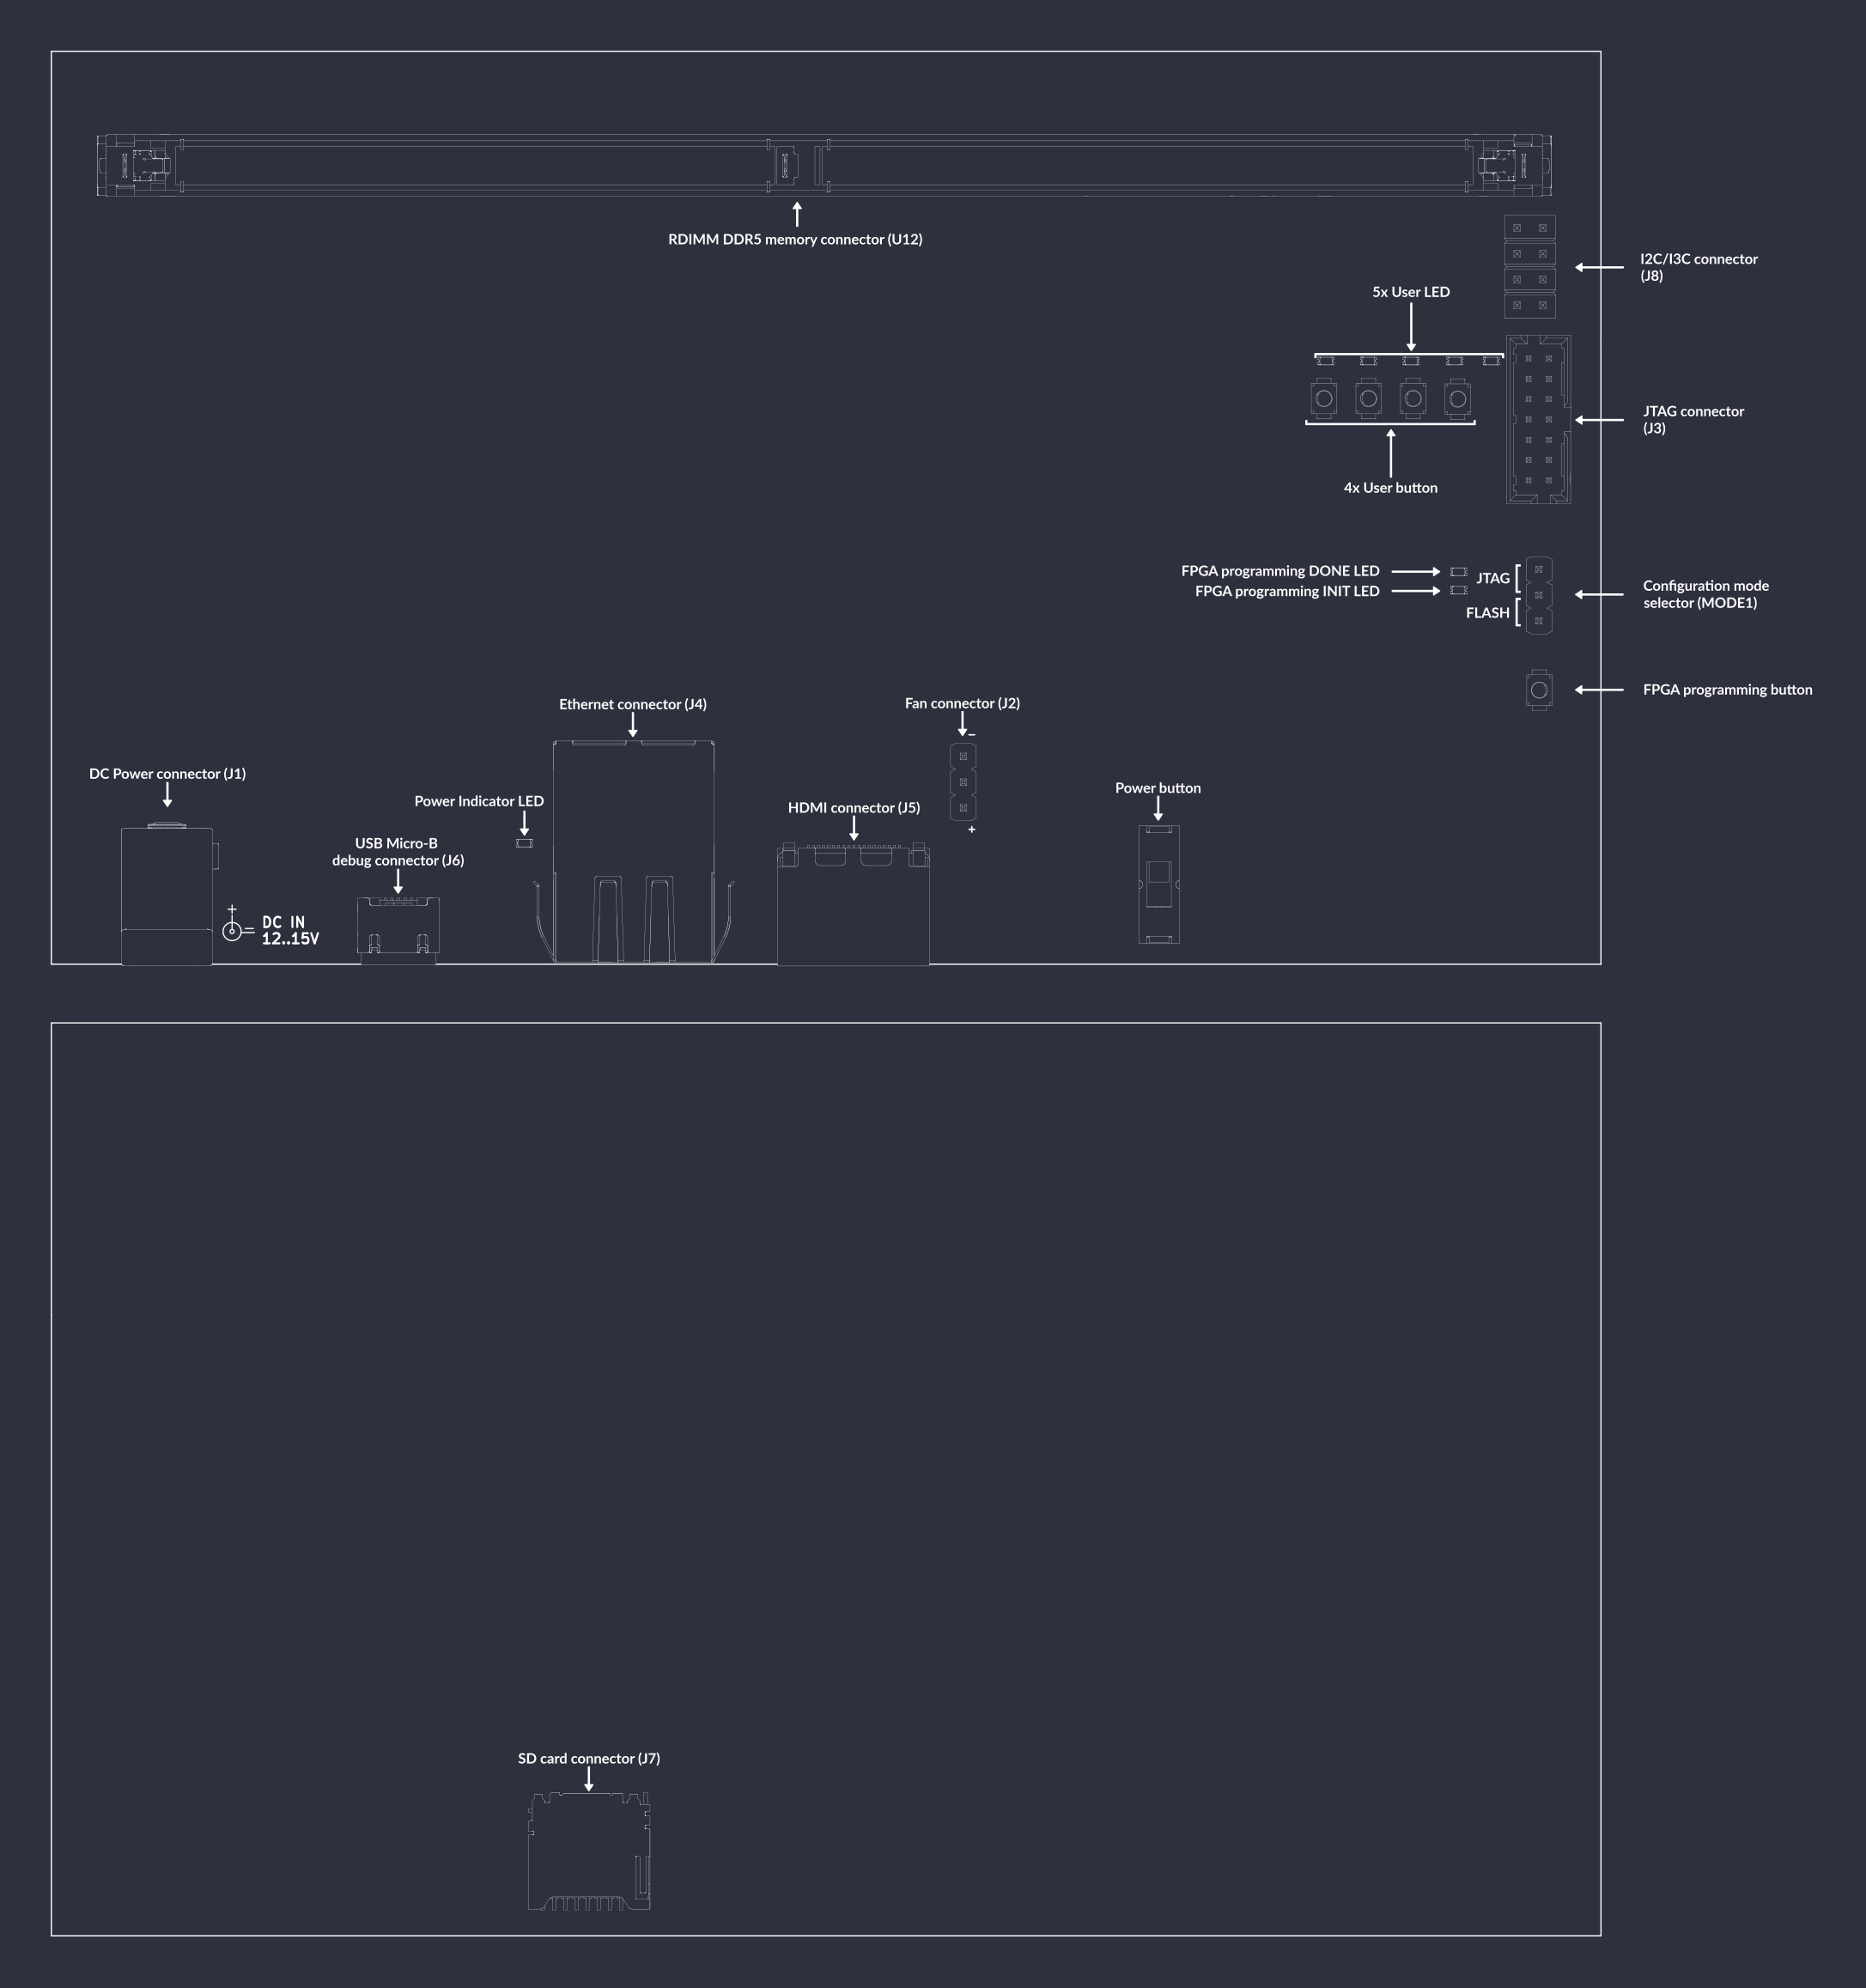 RDIMM DDR5 memory connector (U12)
I2C/I3C connector
(J8)
5x User LED
JTAG connector
(J3)
4x User button
FPGA programming DONE LED
FPGA programming INIT LED
JTAG
FLASH
Configuration mode
selector (MODE1)
FPGA programming button
Ethernet connector (J4)
Fan connector (J2)
−
+
DC Power connector (J1)
Power Indicator LED
HDMI connector (J5)
Power button
USB Micro-B
debug connector (J6)
+
−
DC IN
12..15V
SD card connector (J7)